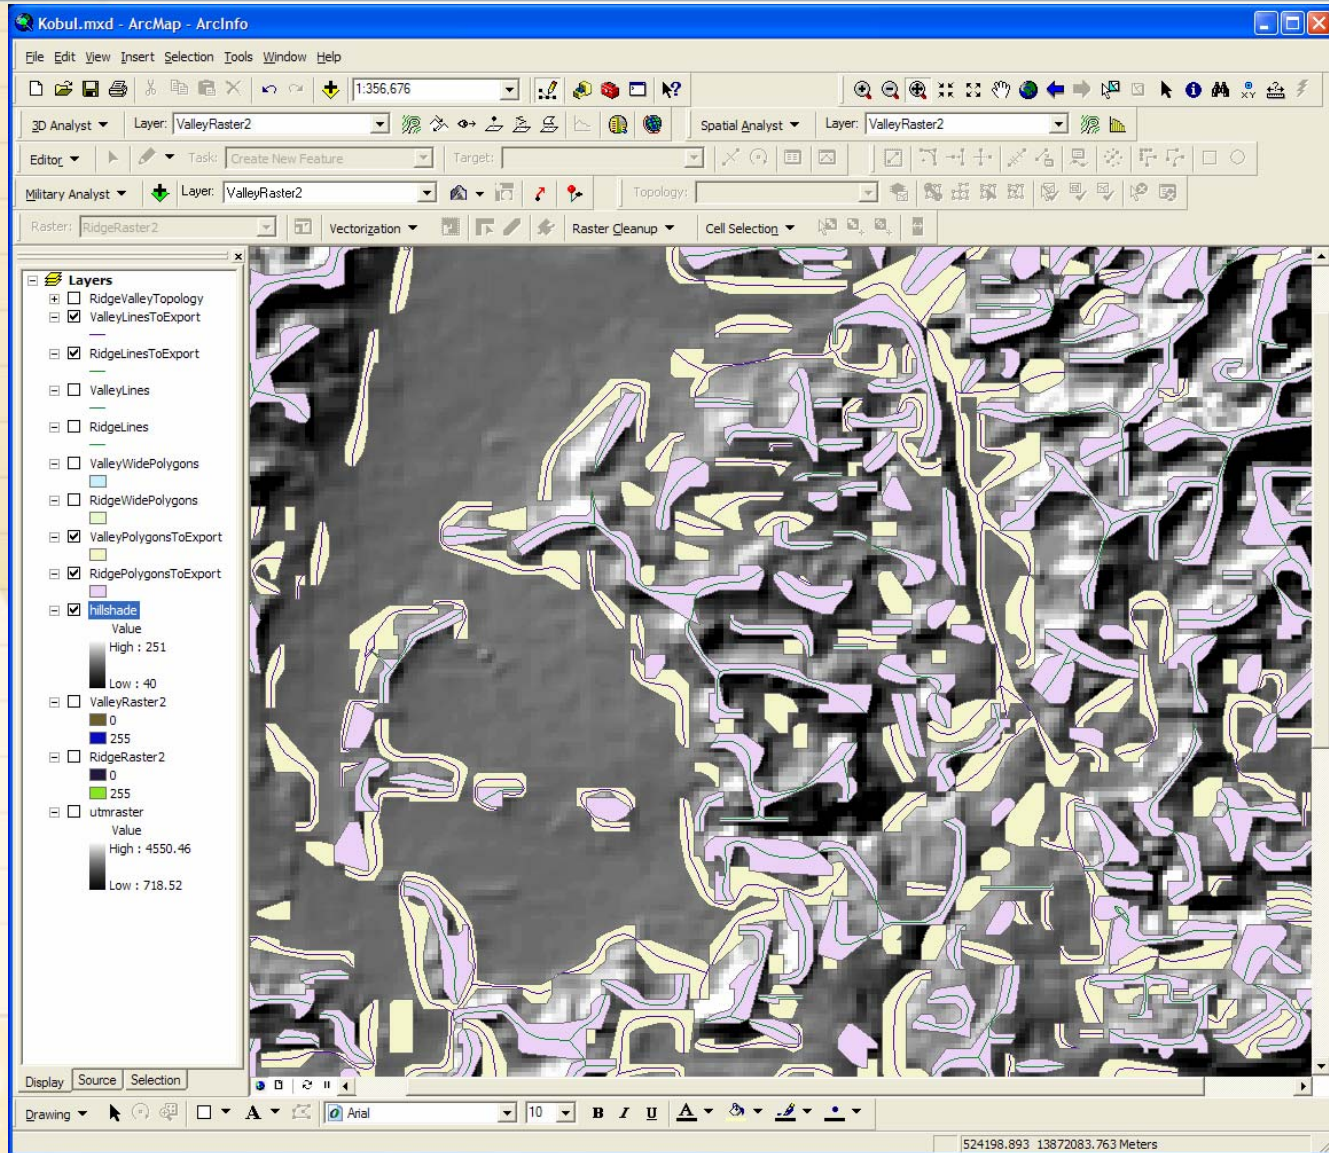 Kobul.mxd - ArcMap - ArcInfo
File Edit View Insert Selection Tools Window Help
1:356,676
3D Analyst Layer: ValleyRaster2 Spatial Analyst Layer: ValleyRaster2
Editor Task: Create New Feature Target:
Military Analyst Layer: ValleyRaster2 Topology:
Raster: RidgeRaster2 Vectorization Raster Cleanup Cell Selection
Layers
RidgeValleyTopology
ValleyLinesToExport
RidgeLinesToExport
ValleyLines
RidgeLines
ValleyWidePolygons
RidgeWidePolygons
ValleyPolygonsToExport
RidgePolygonsToExport
hillshade
Value
High : 251
Low : 40
ValleyRaster2
0
255
RidgeRaster2
0
255
utmraster
Value
High : 4550.46
Low : 718.52
Display Source Selection
Drawing A Arial 10 B I U A
524198.893 13872083.763 Meters